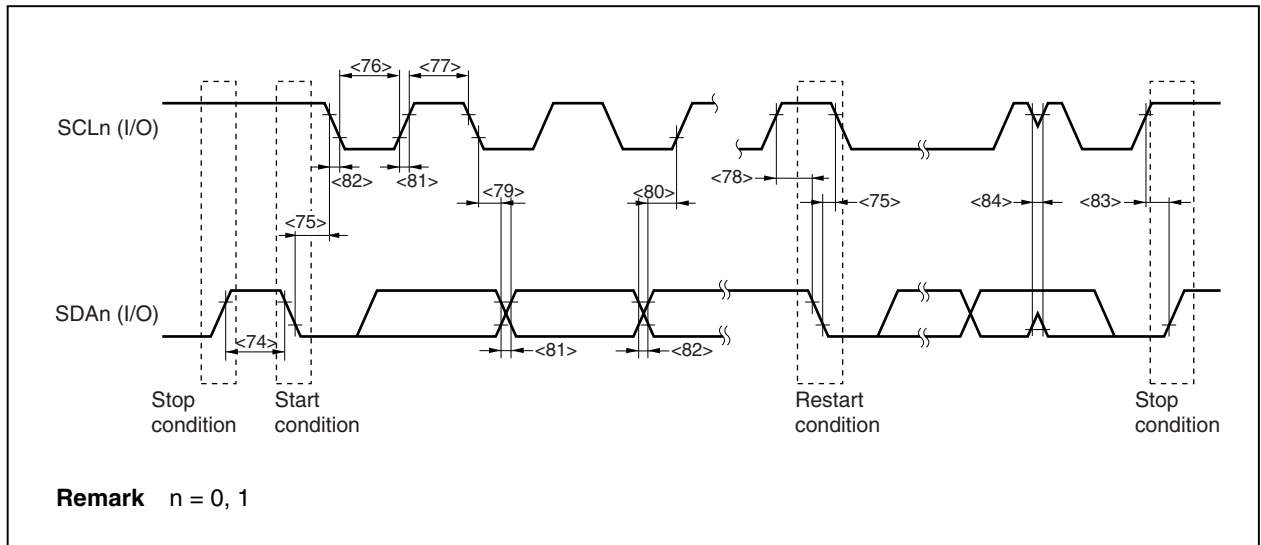 <76>
<77>
SCLn (I/O)
<82>
<81>
<79>
<80>
<78>
<75>
<84>
<83>
<75>
SDAn (I/O)
<74>
<81>
<82>
Stop
condition
Start
condition
Restart
condition
Stop
condition
Remark n = 0, 1